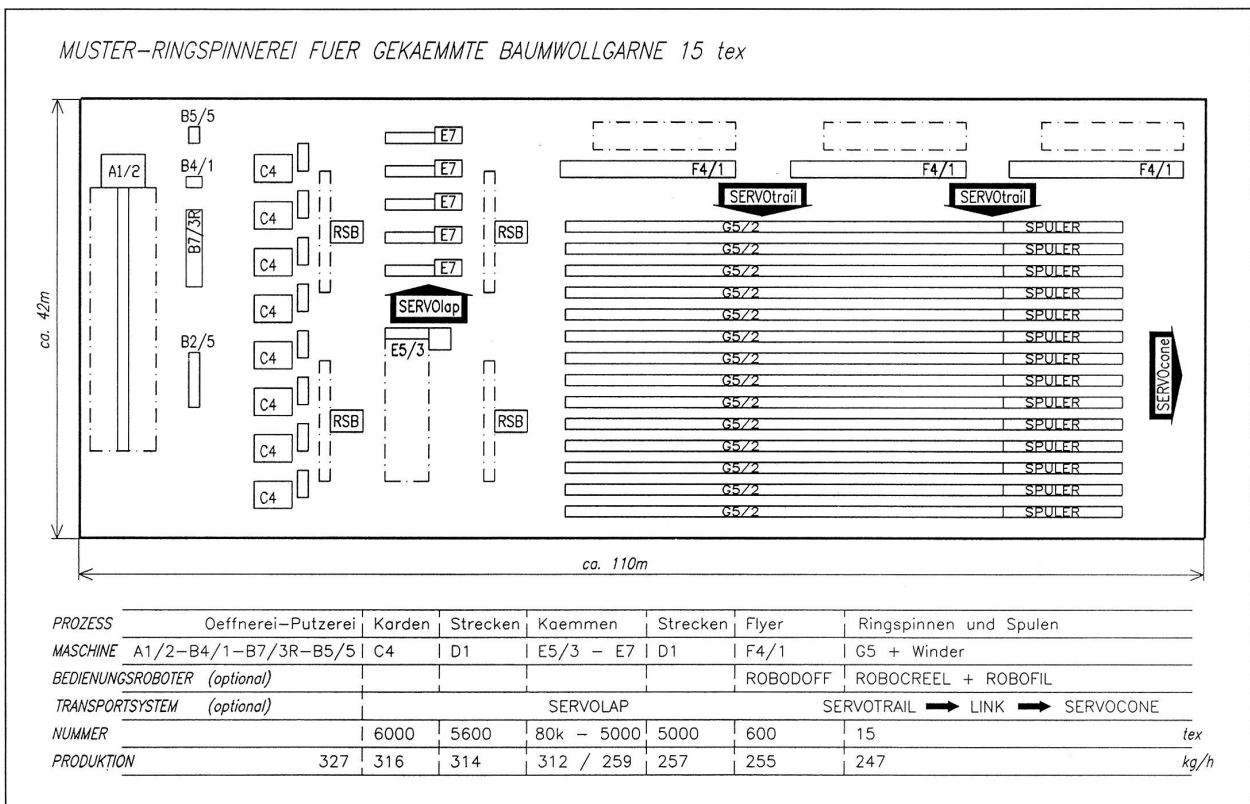 MUSTER-RINGSPINNEREI FUER GEKAEMMTE BAUMWOLLGARNE 15 tex
B5/5
B4/1
A1/2
B7/3R
B2/5
C4
C4
C4
C4
C4
C4
C4
C4
RSB
RSB
E7
E7
E7
E7
E7
SERVOlap
E5/3
RSB
RSB
F4/1 F4/1 F4/1
SERVOtrail SERVOtrail
G5/2 SPULER
G5/2 SPULER
G5/2 SPULER
G5/2 SPULER
G5/2 SPULER
G5/2 SPULER
G5/2 SPULER
G5/2 SPULER
G5/2 SPULER
G5/2 SPULER
G5/2 SPULER
G5/2 SPULER
G5/2 SPULER
G5/2 SPULER
SERVOcone
ca. 42m
ca. 110m
PROZESS Oeffnerei-Putzerei Karden Strecken Kaemmen Strecken Flyer Ringspinnen und Spulen
MASCHINE A1/2-B4/1-B7/3R-B5/5 C4 D1 E5/3 - E7 D1 F4/1 G5 + Winder
BEDIENUNGSROBOTER (optional) ROBODOFF ROBOCREEL + ROBOFIL
TRANSPORTSYSTEM (optional) SERVOLAP SERVOTRAIL LINK SERVOCONE
NUMMER 6000 5600 80k - 5000 5000 600 15 tex
PRODUKTION 327 316 314 312 / 259 257 255 247 kg/h